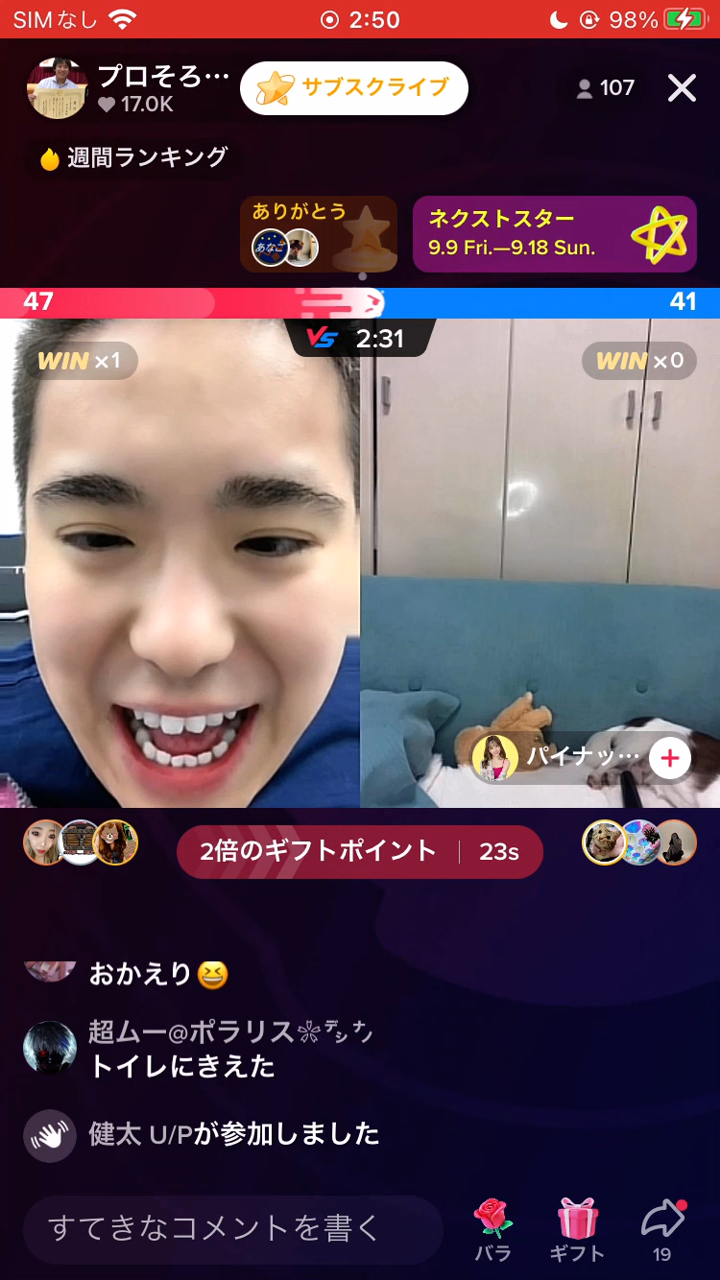 SIMなし 2:50 98%
プロそろ… サブスクライブ 107
17.0K
週間ランキング
ありがとう
あなご
ネクストスター
9.9 Fri.—9.18 Sun.
47 41
VS 2:31
WIN ×1 WIN ×0
パイナッ…
2倍のギフトポイント 23s
おかえり😆
超ムー@ポラリス
トイレにきえた
健太 U/Pが参加しました
すてきなコメントを書く
バラ ギフト 19